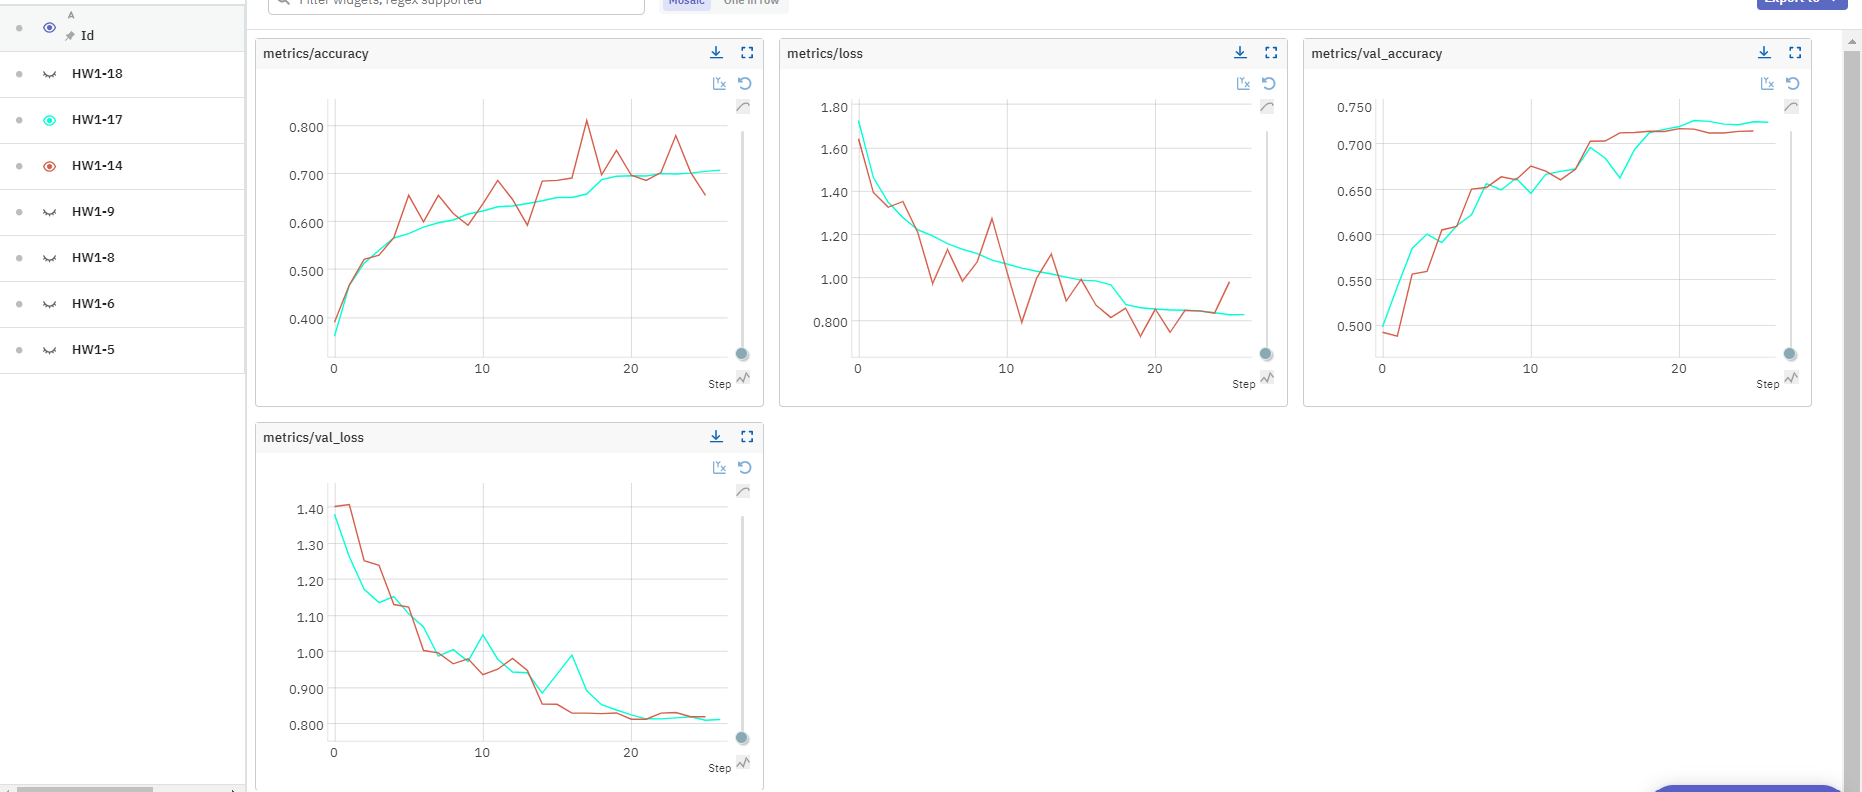 Filter widgets, regex supported
Mosaic
One in row
Export to
A
Id
HW1-18
HW1-17
HW1-14
HW1-9
HW1-8
HW1-6
HW1-5
metrics/accuracy
0.800
0.700
0.600
0.500
0.400
0
10
20
Step
metrics/loss
1.80
1.60
1.40
1.20
1.00
0.800
0
10
20
Step
metrics/val_accuracy
0.750
0.700
0.650
0.600
0.550
0.500
0
10
20
Step
metrics/val_loss
1.40
1.30
1.20
1.10
1.00
0.900
0.800
0
10
20
Step